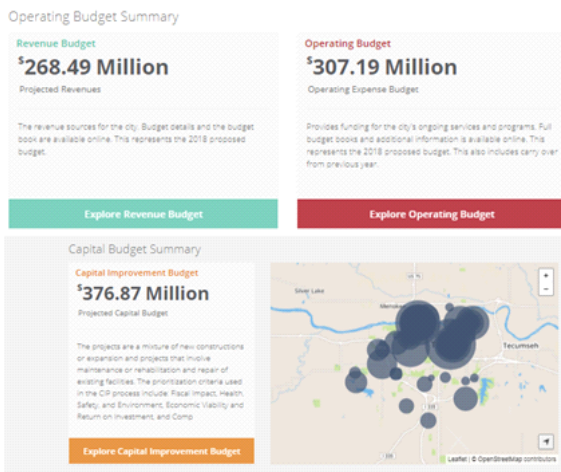 Operating Budget Summary
Revenue Budget
$268.49 Million
Projected Revenues
The revenue sources for the city. Budget details and the budget
book are available online. This represents the 2018 proposed
budget.
Explore Revenue Budget
Operating Budget
$307.19 Million
Operating Expense Budget
Provides funding for the city's ongoing services and programs. Full
budget books and additional information is available online. This
represents the 2018 proposed budget. This also includes carry over
from previous year.
Explore Operating Budget
Capital Budget Summary
Capital Improvement Budget
$376.87 Million
Projected Capital Budget
The projects are a mixture of new constructions
or expansion and projects that involve
maintenance or rehabilitation and repair of
existing facilities. The prioritization criteria used
in the CIP process include: Fiscal Impact, Health,
Safety, and Environment, Economic Viability and
Return on Investment, and Comp
Explore Capital Improvement Budget
Silver Lake
Tecumseh
+
-
Leaflet | © OpenStreetMap contributors